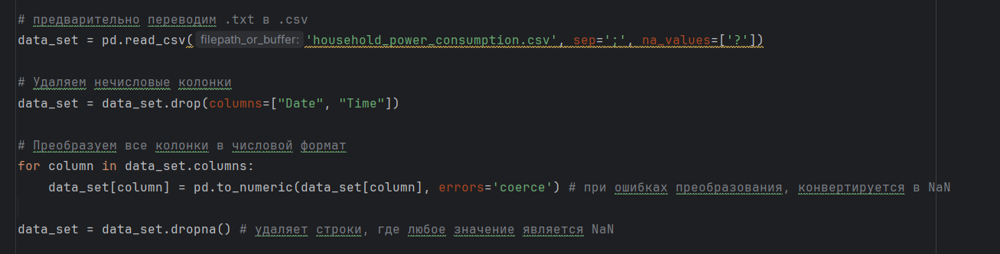 # предварительно переводим .txt в .csv
data_set = pd.read_csv( filepath_or_buffer: 'household_power_consumption.csv', sep=';', na_values=['?'])
# Удаляем нечисловые колонки
data_set = data_set.drop(columns=["Date", "Time"])
# Преобразуем все колонки в числовой формат
for column in data_set.columns:
data_set[column] = pd.to_numeric(data_set[column], errors='coerce') # при ошибках преобразования, конвертируется в NaN
data_set = data_set.dropna() # удаляет строки, где любое значение является NaN